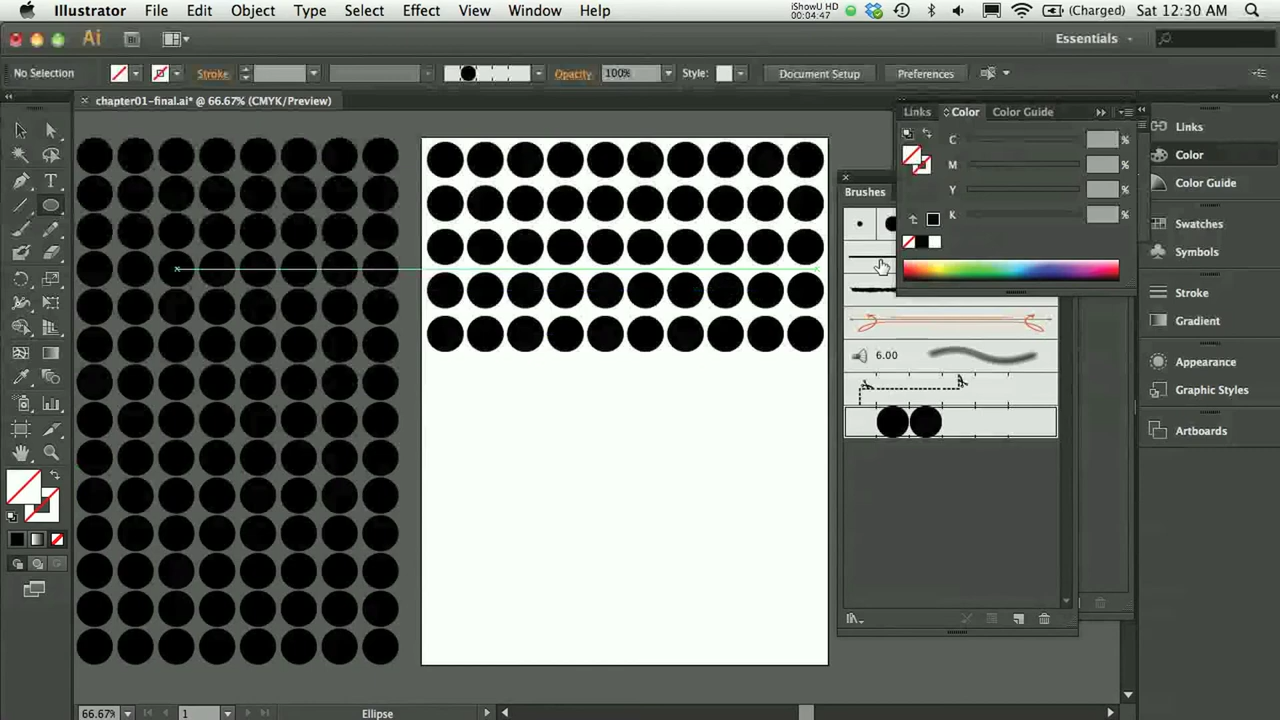 Illustrator File Edit Object Type Select Effect View Window Help iShowU HD 00:04:47 (Charged) Sat 12:30 AM
Ai Essentials
No Selection Stroke: Opacity: 100% Style: Document Setup Preferences
chapter01-final.ai* @ 66.67% (CMYK/Preview)
Links Color Color Guide
C %
M %
Y %
K %
Brushes
6.00
Links
Color
Color Guide
Swatches
Symbols
Stroke
Gradient
Appearance
Graphic Styles
Artboards
66.67% 1 Ellipse